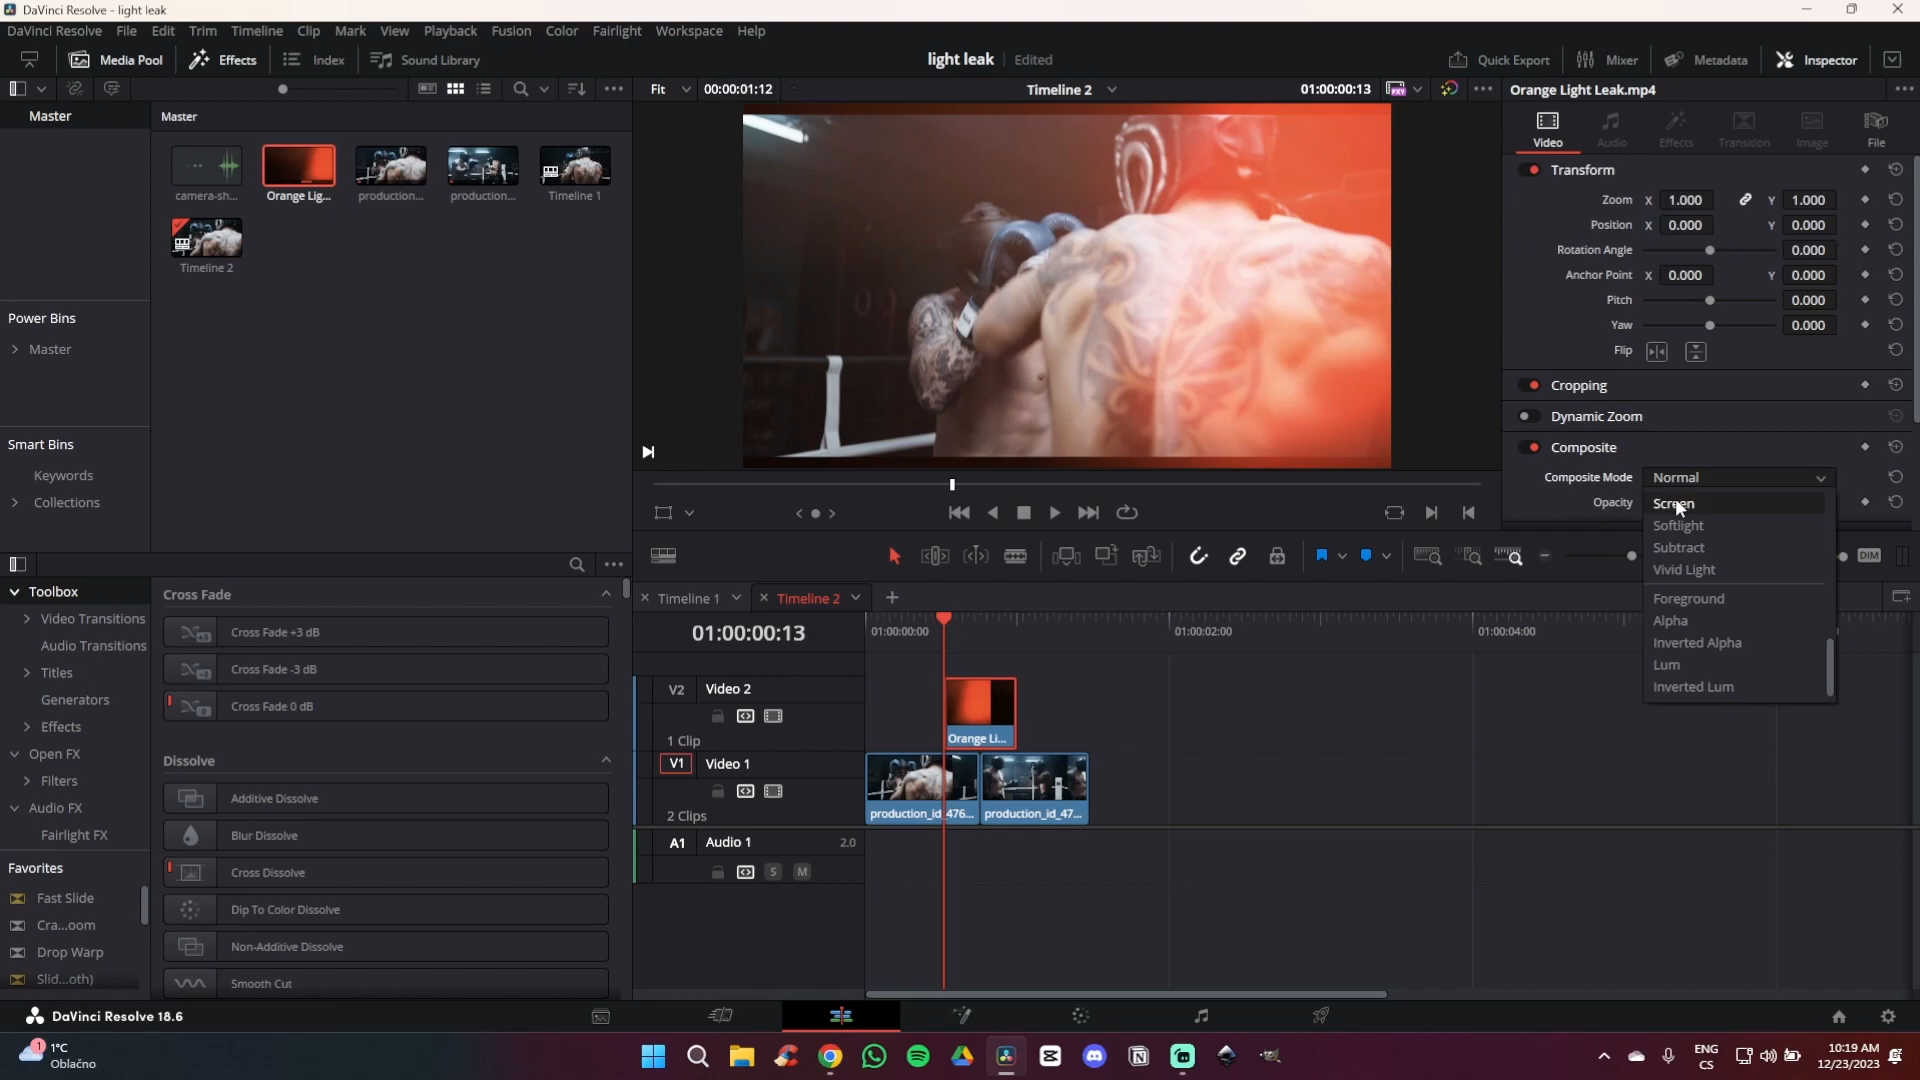 DaVinci Resolve - light leak
DaVinci Resolve File Edit Trim Timeline Clip Mark View Playback Fusion Color Fairlight Workspace Help
Media Pool Effects Index Sound Library light leak Edited Quick Export Mixer Metadata Inspector
Fit 00:00:01:12 Timeline 2 01:00:00:13 Orange Light Leak.mp4
Master Master
Video Audio Effects Transition Image File
camera-sh... Orange Lig... production... production... Timeline 1
Timeline 2
Transform
Zoom X 1.000 Y 1.000
Position X 0.000 Y 0.000
Rotation Angle 0.000
Anchor Point X 0.000 Y 0.000
Pitch 0.000
Yaw 0.000
Flip
Cropping
Dynamic Zoom
Composite
Composite Mode Normal
Opacity
Screen
Softlight
Subtract
Vivid Light
Foreground
Alpha
Inverted Alpha
Lum
Inverted Lum
Power Bins
Master
Smart Bins
Keywords
Collections
DIM
Toolbox
Video Transitions
Audio Transitions
Titles
Generators
Effects
Open FX
Filters
Audio FX
Fairlight FX
Favorites
Fast Slide
Cra...oom
Drop Warp
Slid...oth)
Cross Fade
Cross Fade +3 dB
Cross Fade -3 dB
Cross Fade 0 dB
Dissolve
Additive Dissolve
Blur Dissolve
Cross Dissolve
Dip To Color Dissolve
Non-Additive Dissolve
Smooth Cut
Timeline 1 Timeline 2
01:00:00:13 01:00:00:00 01:00:02:00 01:00:04:00
V2 Video 2
1 Clip
Orange Li...
V1 Video 1
2 Clips
production_id_476... production_id_47...
A1 Audio 1 2.0
S M
DaVinci Resolve 18.6
1
1°C
Oblačno
ENG
CS
10:19 AM
12/23/2023